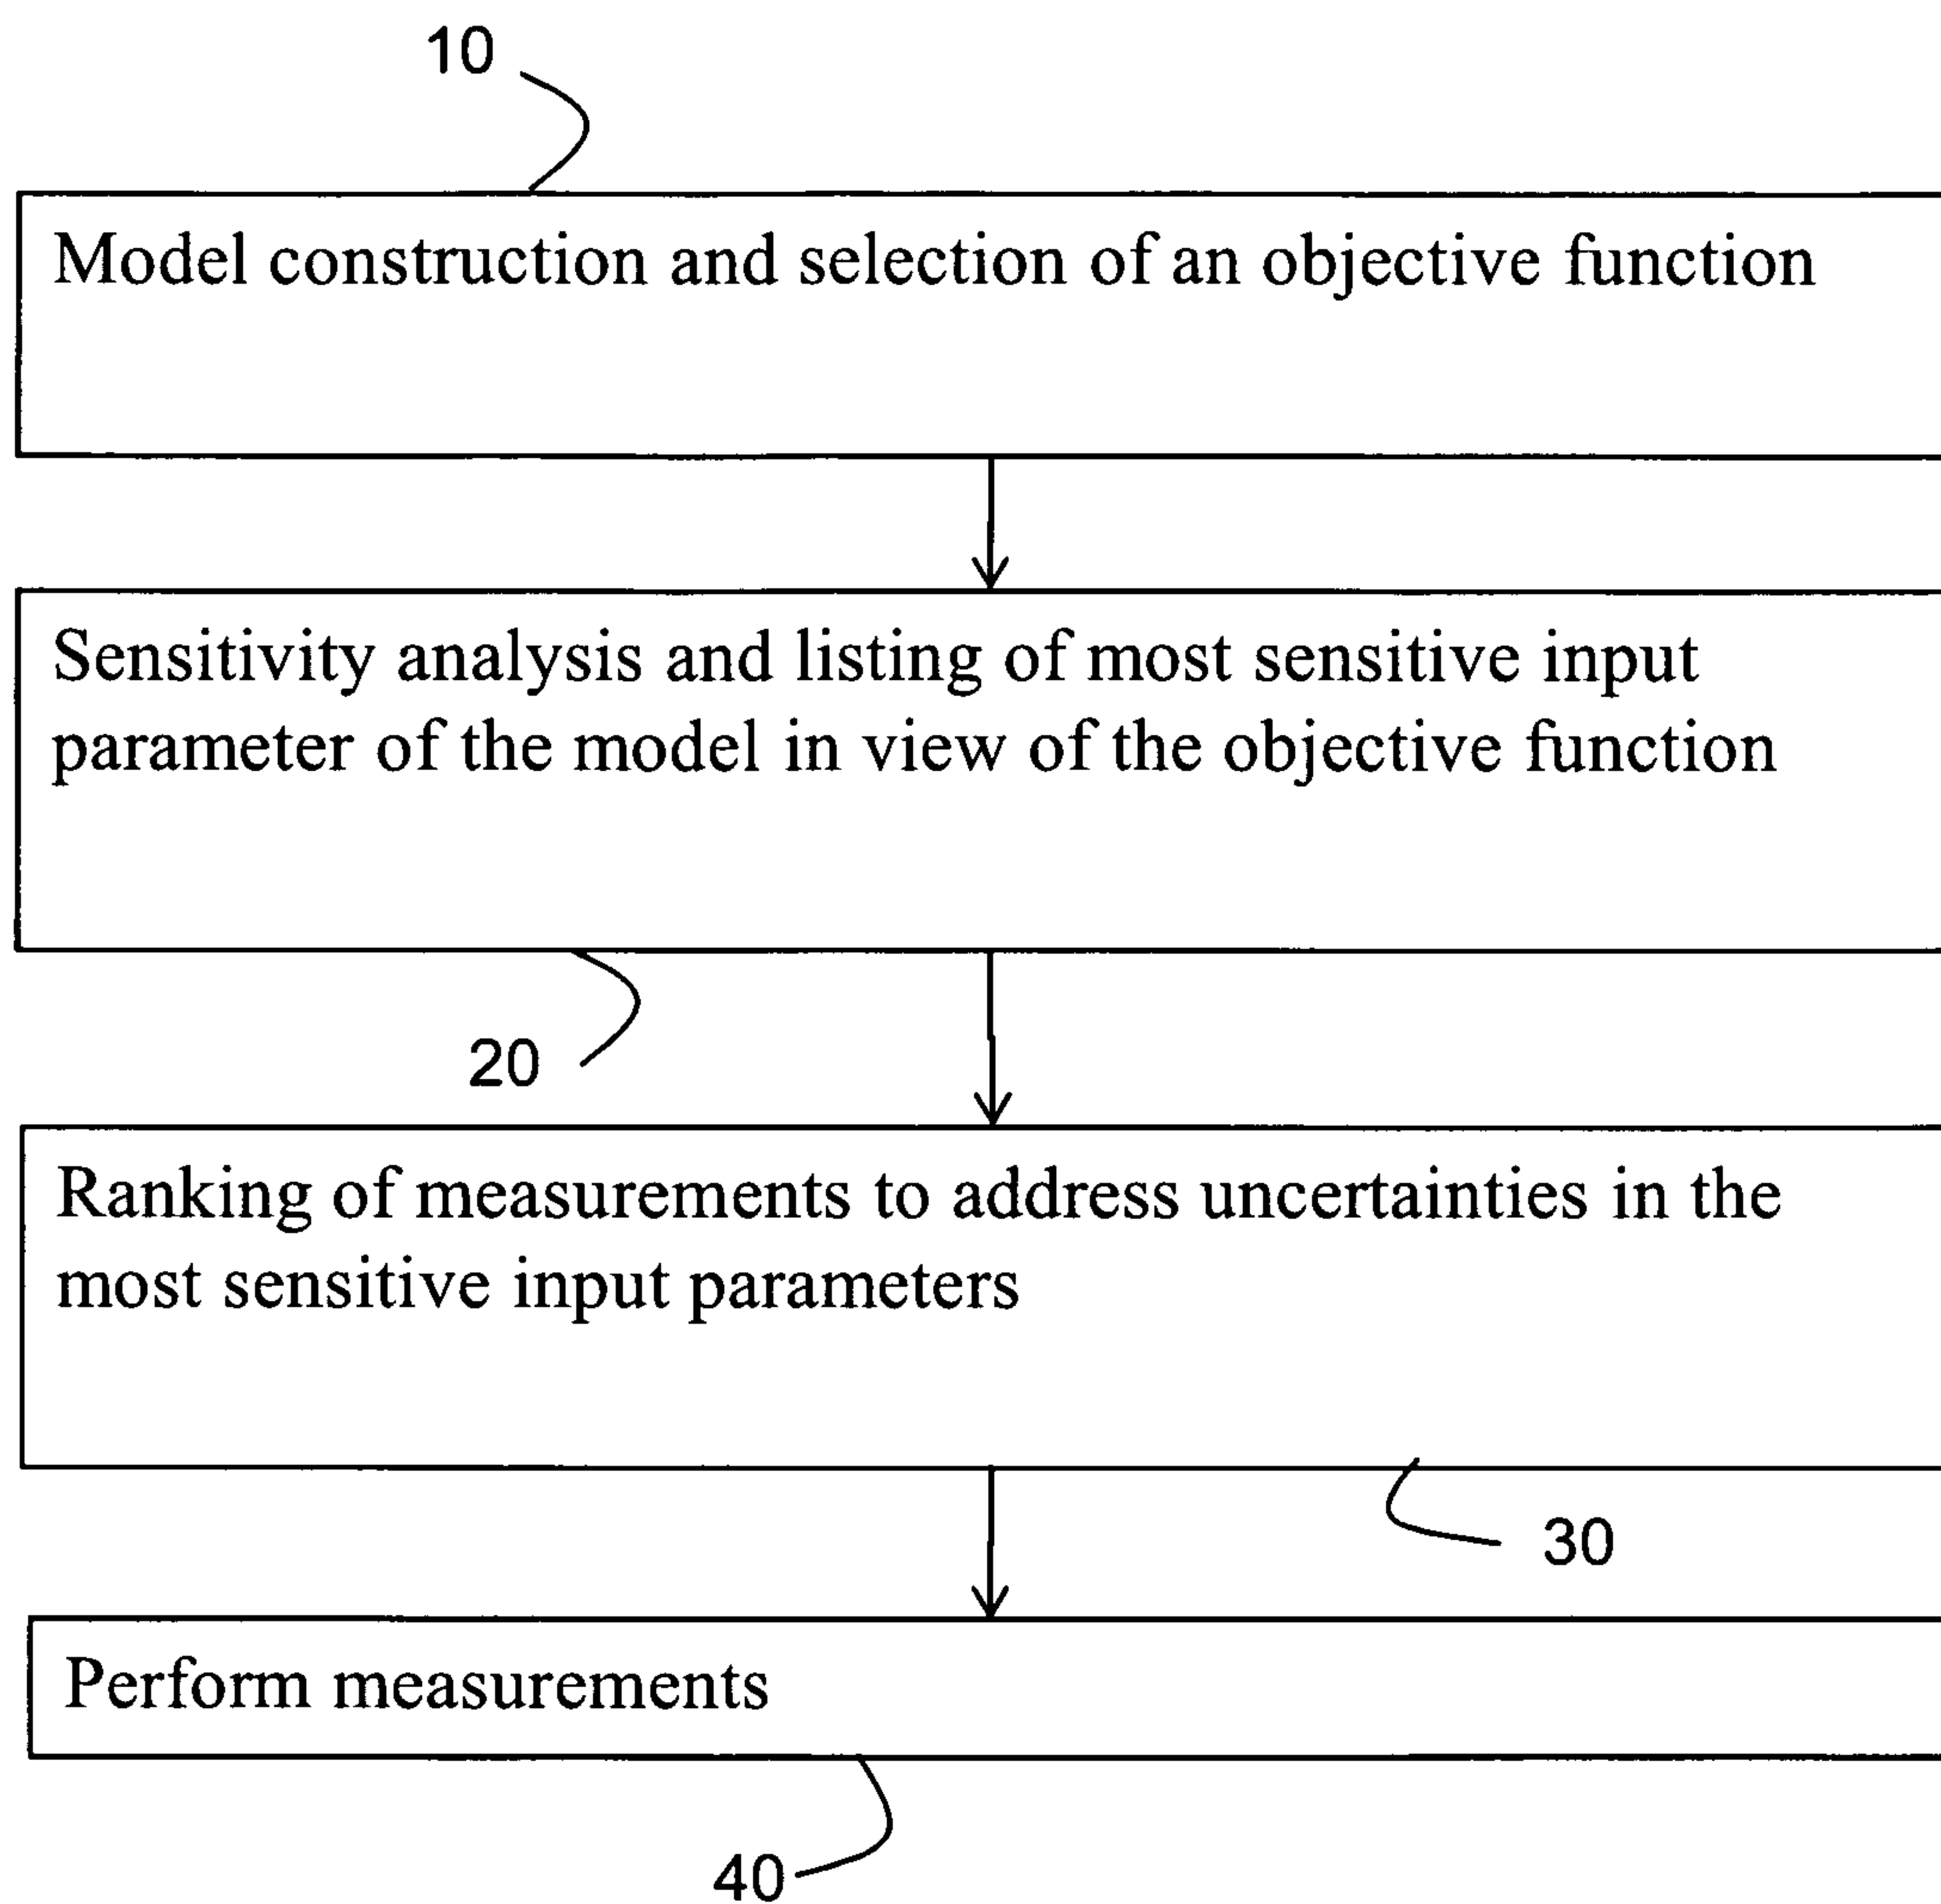 10
Model construction and selection of an objective function
Sensitivity analysis and listing of most sensitive input
parameter of the model in view of the objective function
20
Ranking of measurements to address uncertainties in the
most sensitive input parameters
30
Perform measurements
40